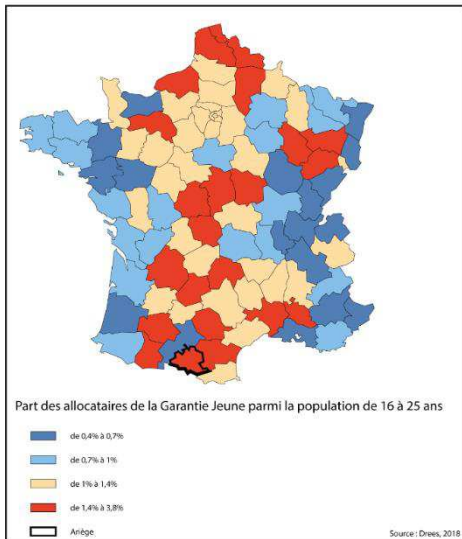 Part des allocataires de la Garantie Jeune parmi la population de 16 à 25 ans
de 0,4% à 0,7%
de 0,7% à 1%
de 1% à 1,4%
de 1,4% à 3,8%
Ariège
Source : Drees, 2018